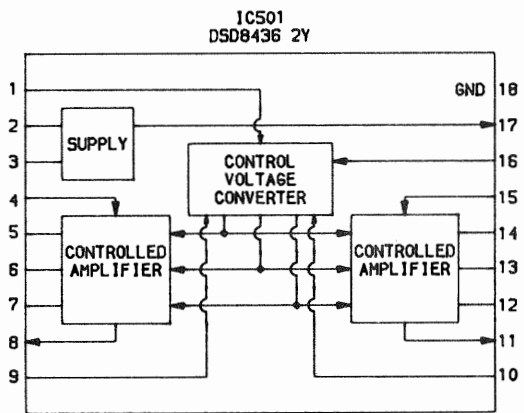 IC501
DSD8436 2Y
1
GND 18
2
17
SUPPLY
3
16
CONTROL
VOLTAGE
CONVERTER
4
15
5
14
CONTROLLED
AMPLIFIER
CONTROLLED
AMPLIFIER
6
13
7
12
8
11
9
10